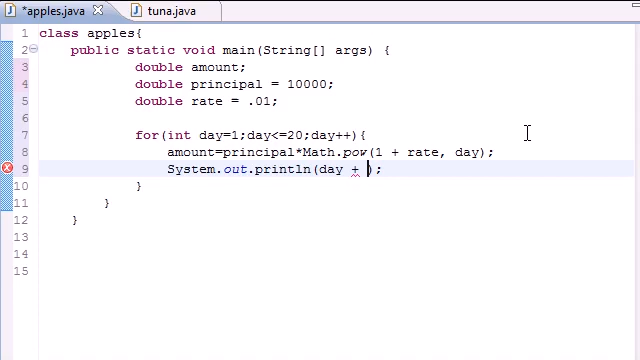 *apples.java
tuna.java
1 class apples{
2 public static void main(String[] args) {
3 double amount;
4 double principal = 10000;
5 double rate = .01;
6
7 for(int day=1;day<=20;day++){
8 amount=principal*Math.pow(1 + rate, day);
9 System.out.println(day + );
10 }
11 }
12 }
13
14
15